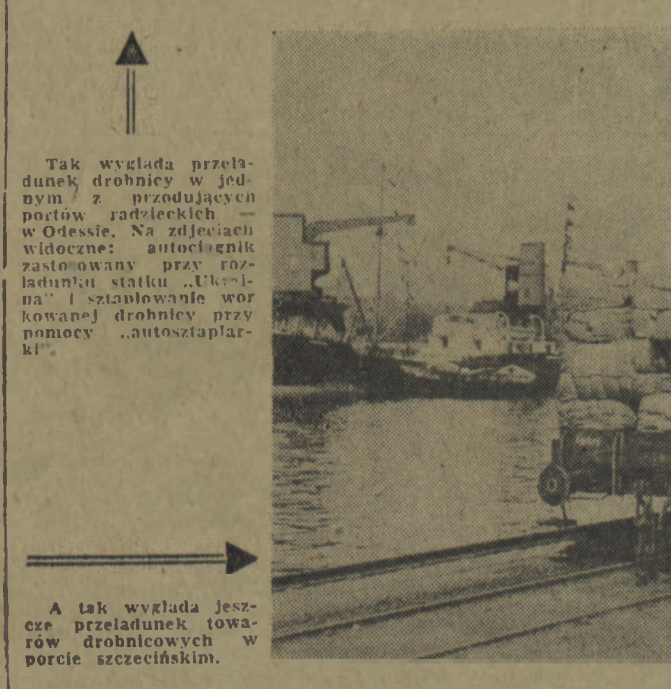 Tak wygląda przeła-
dunek drobnicy w jed-
nym z przodujących
portów radzieckich —
w Odessie. Na zdjęciach
widoczne: autociągnik
zastosowany przy roz-
ładunku statku „Ukrai-
na” i sztaplowanie wor
kowanej drobnicy przy
pomocy „autosztaplar-
ki”.
A tak wygląda jesz-
cze przeładunek towa-
rów drobnicowych w
porcie szczecińskim.